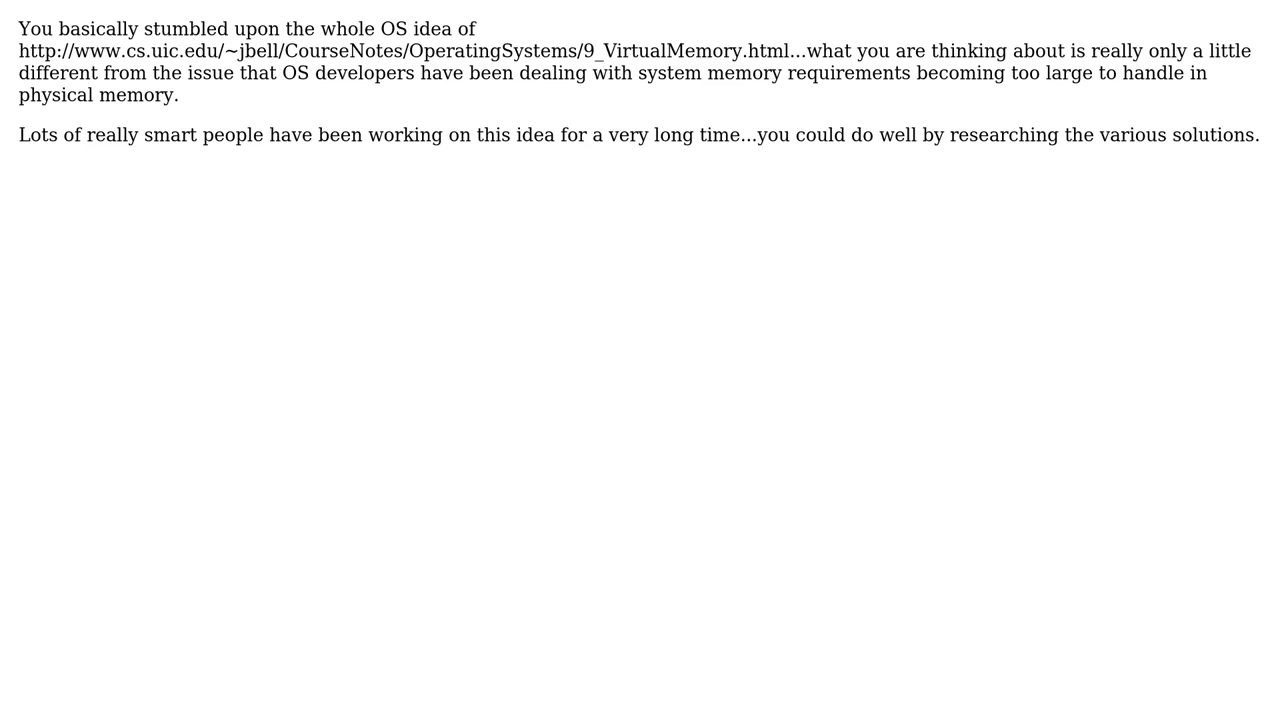 You basically stumbled upon the whole OS idea of
http://www.cs.uic.edu/~jbell/CourseNotes/OperatingSystems/9_VirtualMemory.html...what you are thinking about is really only a little
different from the issue that OS developers have been dealing with system memory requirements becoming too large to handle in
physical memory.
Lots of really smart people have been working on this idea for a very long time...you could do well by researching the various solutions.